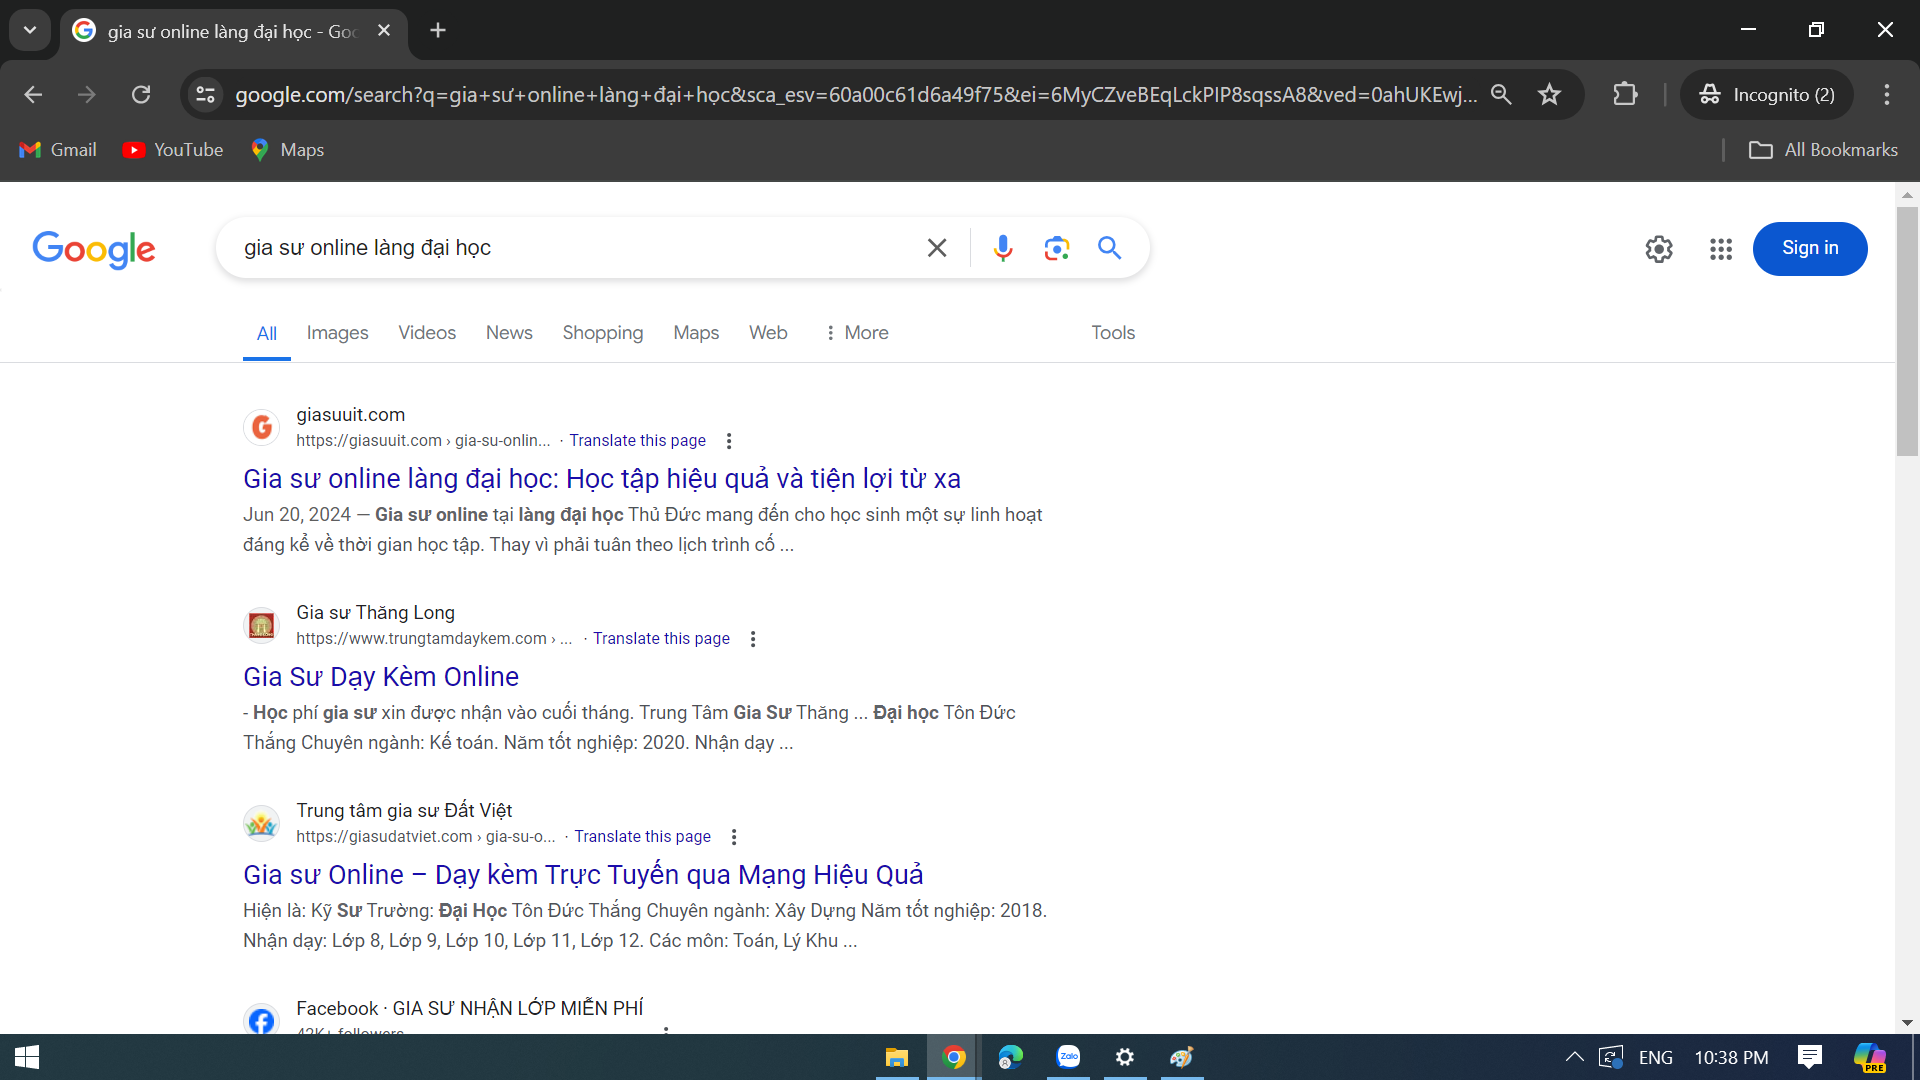 gia sư online làng đại học - Goo
google.com/search?q=gia+sư+online+làng+đại+học&sca_esv=60a00c61d6a49f75&ei=6MyCZveBEqLckPIP8sqssA8&ved=0ahUKEwj...
Incognito (2)
Gmail
YouTube
Maps
All Bookmarks
Google
gia sư online làng đại học
Sign in
All
Images
Videos
News
Shopping
Maps
Web
More
Tools
giasuuit.com
https://giasuuit.com › gia-su-onlin... · Translate this page
Gia sư online làng đại học: Học tập hiệu quả và tiện lợi từ xa
Jun 20, 2024 — Gia sư online tại làng đại học Thủ Đức mang đến cho học sinh một sự linh hoạt
đáng kể về thời gian học tập. Thay vì phải tuân theo lịch trình cố ...
Gia sư Thăng Long
https://www.trungtamdaykem.com › ... · Translate this page
Gia Sư Dạy Kèm Online
- Học phí gia sư xin được nhận vào cuối tháng. Trung Tâm Gia Sư Thăng ... Đại học Tôn Đức
Thắng Chuyên ngành: Kế toán. Năm tốt nghiệp: 2020. Nhận dạy ...
Trung tâm gia sư Đất Việt
https://giasudatviet.com › gia-su-o... · Translate this page
Gia sư Online – Dạy kèm Trực Tuyến qua Mạng Hiệu Quả
Hiện là: Kỹ Sư Trường: Đại Học Tôn Đức Thắng Chuyên ngành: Xây Dựng Năm tốt nghiệp: 2018.
Nhận dạy: Lớp 8, Lớp 9, Lớp 10, Lớp 11, Lớp 12. Các môn: Toán, Lý Khu ...
Facebook · GIA SƯ NHẬN LỚP MIỄN PHÍ
Zalo
ENG
10:38 PM
PRE